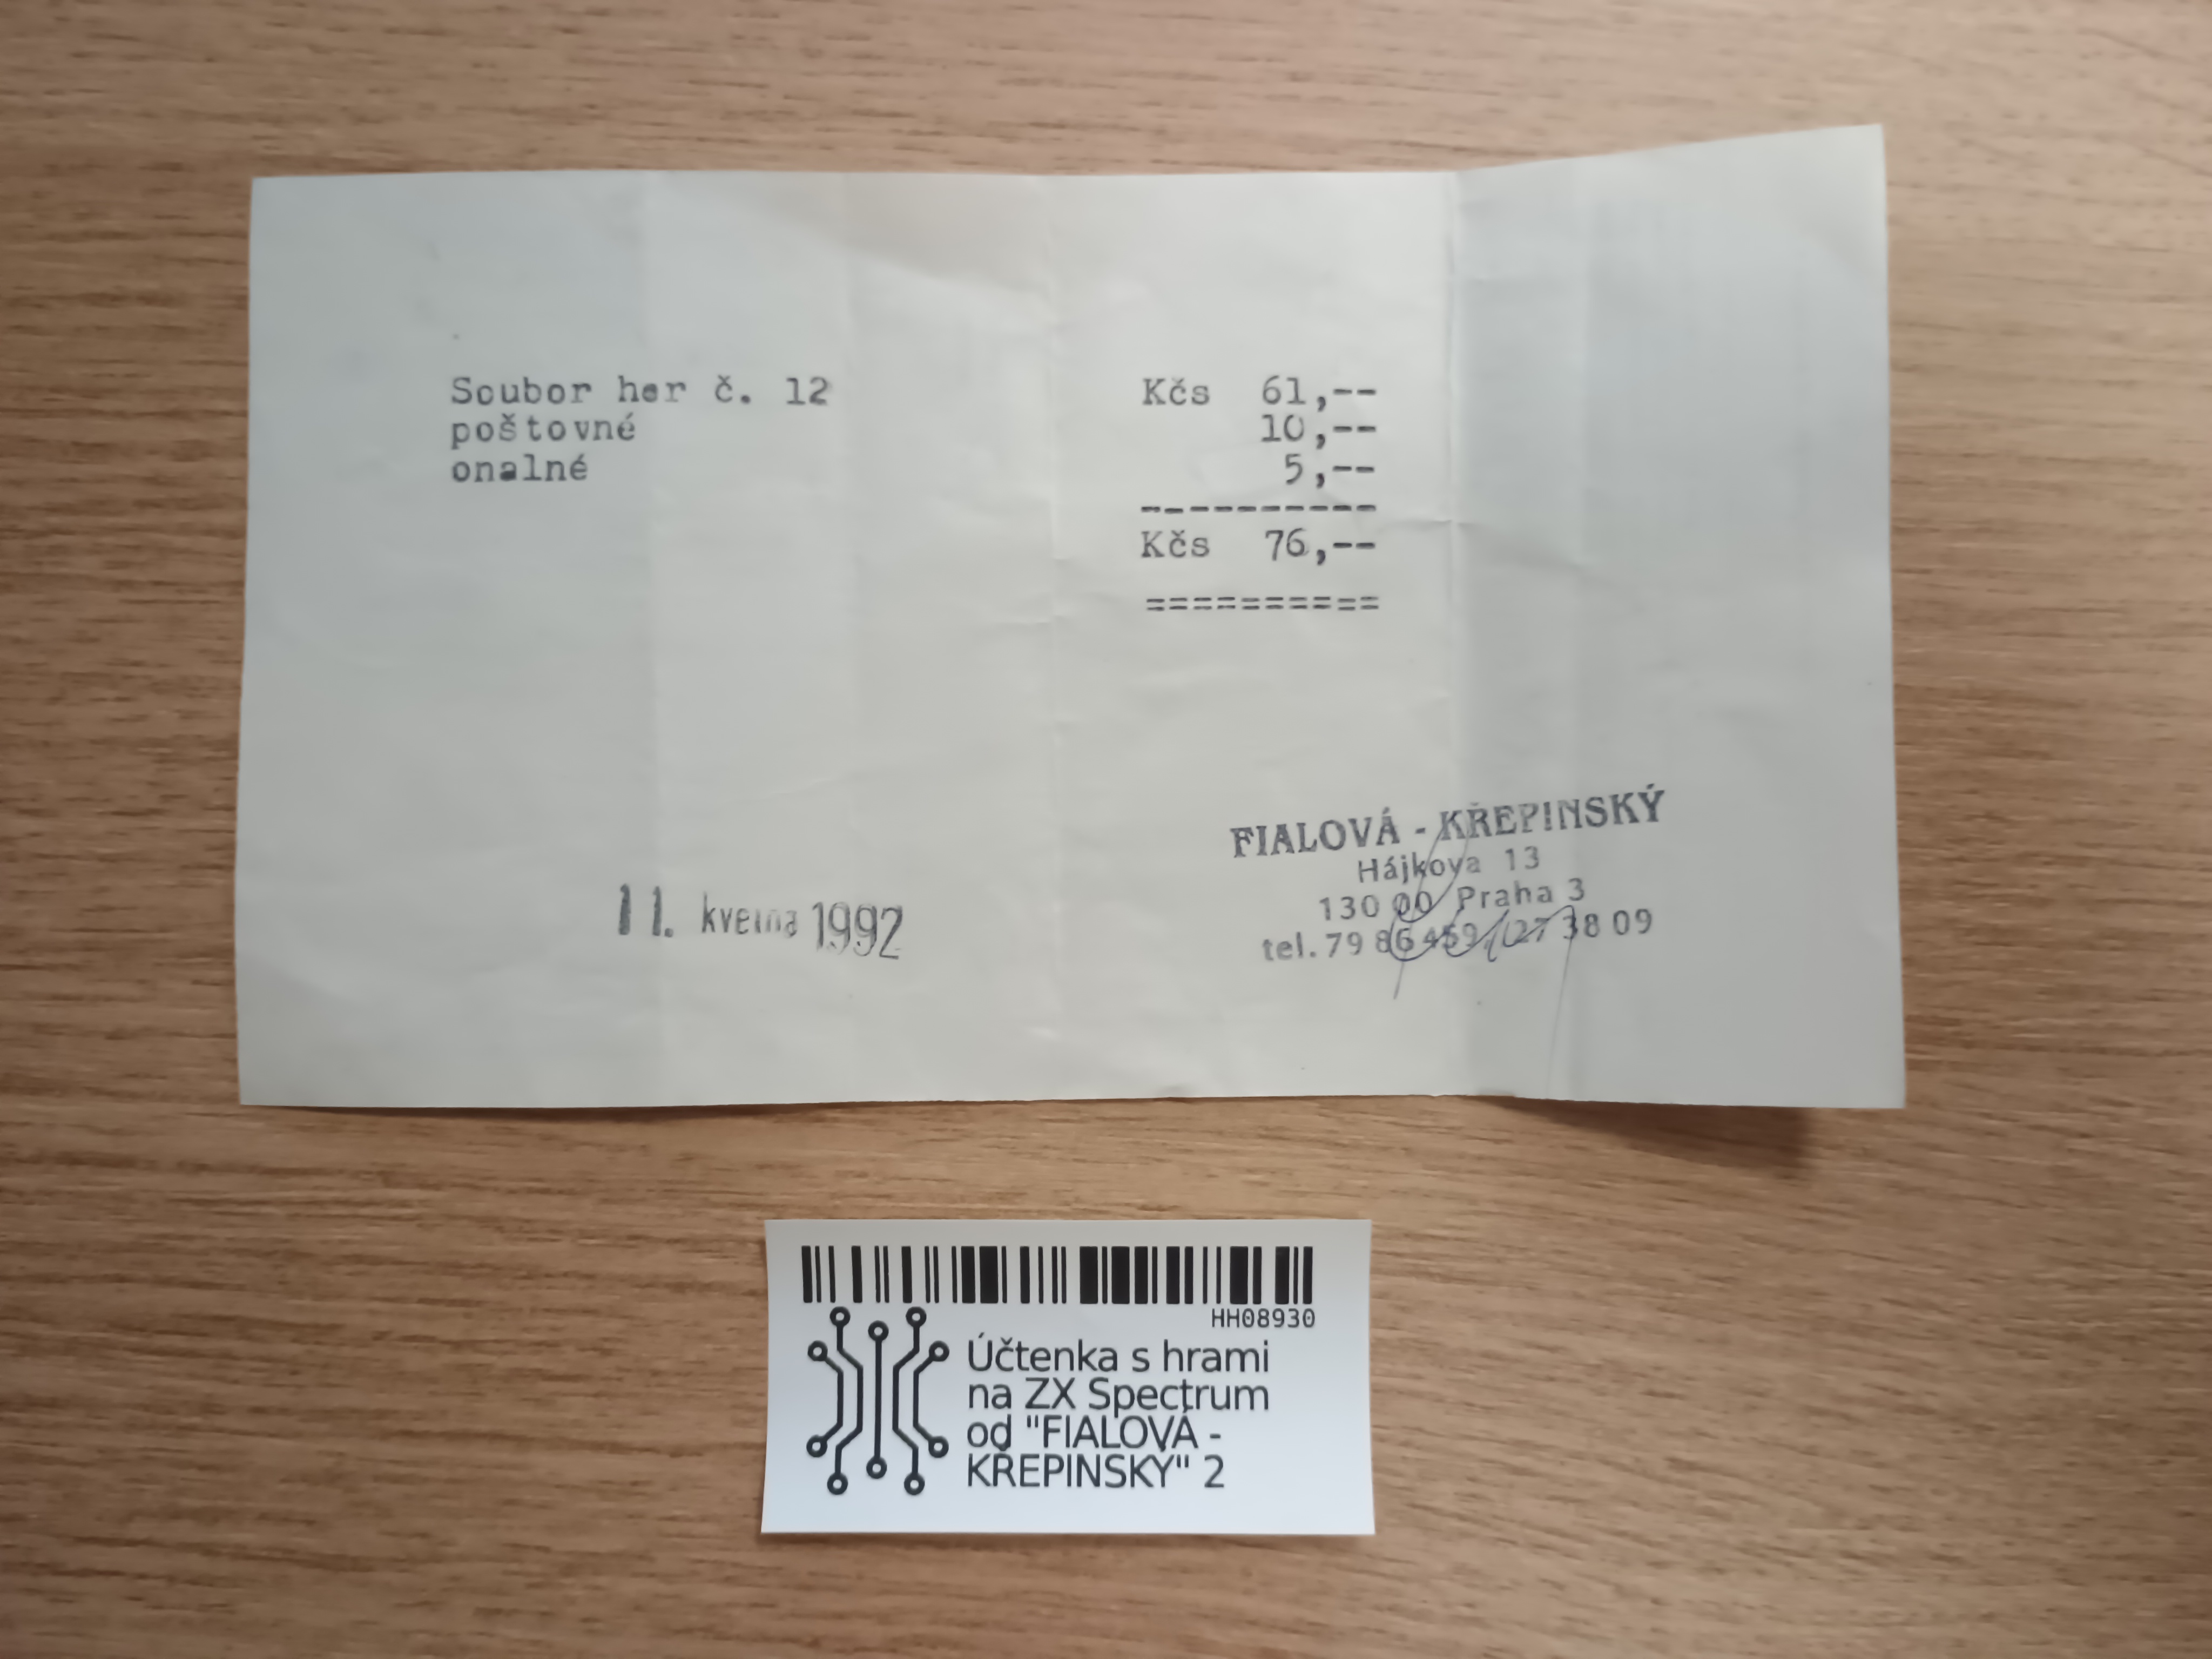 Soubor her č. 12 Kčs 61,--
poštovné 10,--
onalné 5,--
----------
Kčs 76,--
==========
FIALOVÁ - KŘEPINSKÝ
Hájkova 13
130 00 Praha 3
tel. 79 86 459, 27 38 09
11. května 1992
HH08930
Účtenka s hrami
na ZX Spectrum
od "FIALOVÁ -
KŘEPINSKÝ" 2